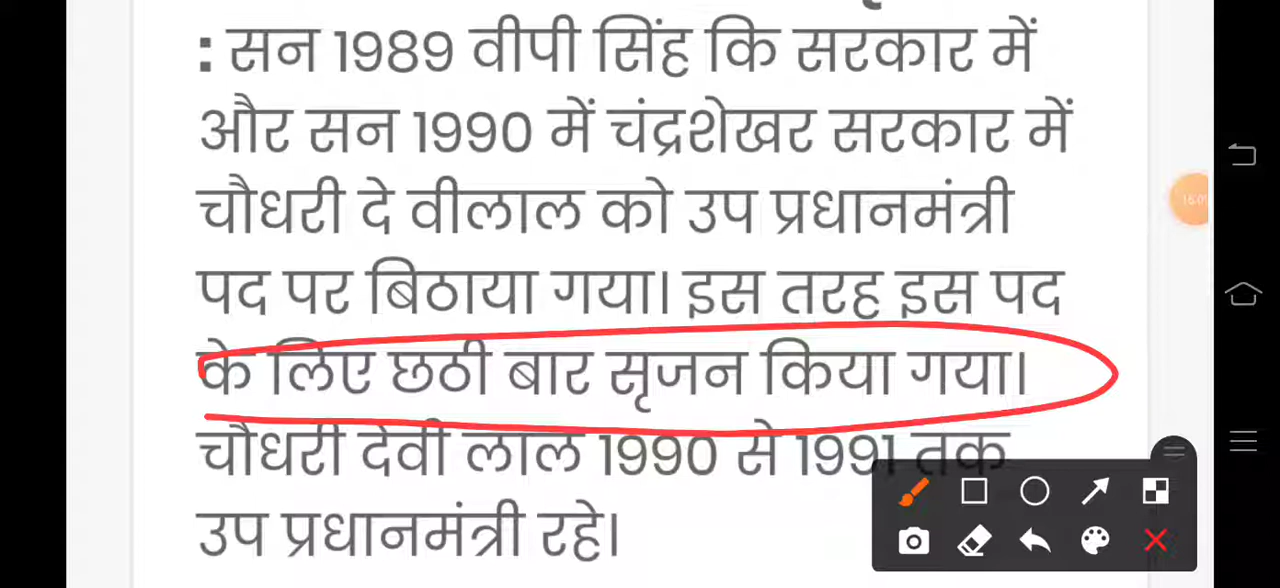 : सन 1989 वीपी सिंह कि सरकार में
और सन 1990 में चंद्रशेखर सरकार में
चौधरी दे वीलाल को उप प्रधानमंत्री
पद पर बिठाया गया। इस तरह इस पद
के लिए छठी बार सृजन किया गया।
चौधरी देवी लाल 1990 से 1991 तक
उप प्रधानमंत्री रहे।